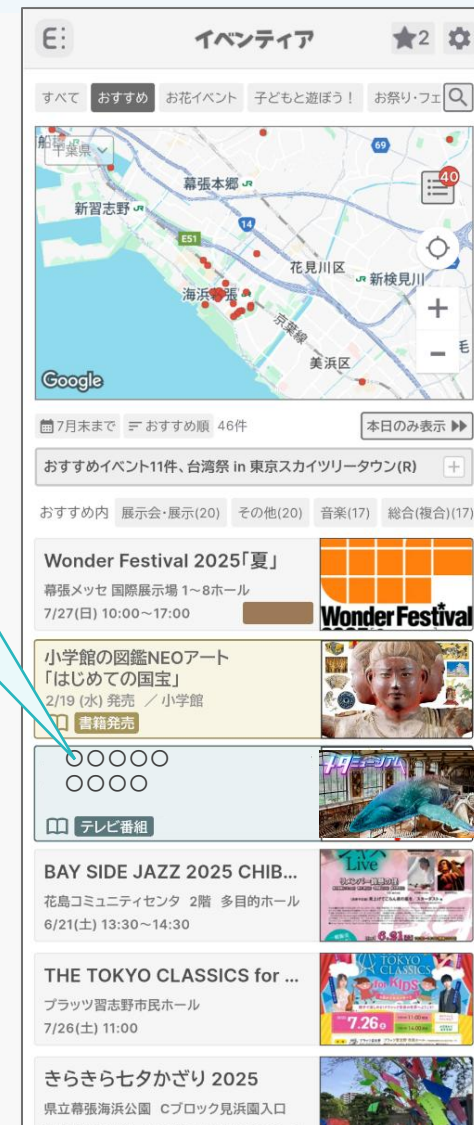 E:
イベンティア
★2
すべて おすすめ お花イベント 子どもと遊ぼう！ お祭り・フェ
千葉県
69
40
幕張本郷
新習志野
14
E51
花見川区
新検見川
海浜幕張
京葉線
美浜区
毛
Google
7月末まで おすすめ順 46件 本日のみ表示
おすすめイベント11件、台湾祭 in 東京スカイツリータウン(R)
おすすめ内 展示会・展示(20) その他(20) 音楽(17) 総合(複合)(17)
Wonder Festival 2025「夏」
幕張メッセ 国際展示場 1～8ホール
7/27(日) 10:00～17:00
Wonder Festival
小学館の図鑑NEOアート
「はじめての国宝」
2/19 (水) 発売 ／小学館
書籍発売
○○○○○
○○○○
テレビ番組
BAY SIDE JAZZ 2025 CHIB...
花島コミュニティセンタ 2階 多目的ホール
6/21(土) 13:30～14:30
Live
6.21
THE TOKYO CLASSICS for ...
プラッツ習志野市民ホール
7/26(土) 11:00
TOKYO
CLASSICS
for KIDS
7.26
きらきら七夕かざり 2025
県立幕張海浜公園 Cブロック見浜園入口